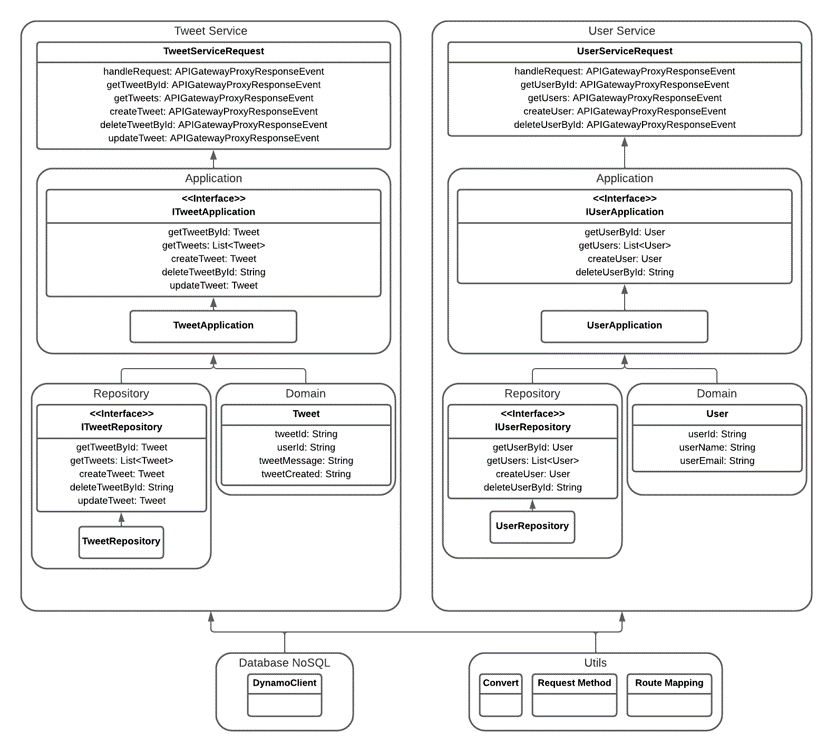 Tweet Service
TweetServiceRequest
handleRequest: APIGatewayProxyResponseEvent
getTweetById: APIGatewayProxyResponseEvent
getTweets: APIGatewayProxyResponseEvent
createTweet: APIGatewayProxyResponseEvent
deleteTweetById: APIGatewayProxyResponseEvent
updateTweet: APIGatewayProxyResponseEvent
Application
<<Interface>>
ITweetApplication
getTweetById: Tweet
getTweets: List<Tweet>
createTweet: Tweet
deleteTweetById: String
updateTweet: Tweet
TweetApplication
Repository
<<Interface>>
ITweetRepository
getTweetById: Tweet
getTweets: List<Tweet>
createTweet: Tweet
deleteTweetById: String
updateTweet: Tweet
TweetRepository
Domain
Tweet
tweetId: String
userId: String
tweetMessage: String
tweetCreated: String
User Service
UserServiceRequest
handleRequest: APIGatewayProxyResponseEvent
getUserById: APIGatewayProxyResponseEvent
getUsers: APIGatewayProxyResponseEvent
createUser: APIGatewayProxyResponseEvent
deleteUserById: APIGatewayProxyResponseEvent
Application
<<Interface>>
IUserApplication
getUserById: User
getUsers: List<User>
createUser: User
deleteUserById: String
UserApplication
Repository
<<Interface>>
IUserRepository
getUserById: User
getUsers: List<User>
createUser: User
deleteUserById: String
UserRepository
Domain
User
userId: String
userName: String
userEmail: String
Database NoSQL
DynamoClient
Utils
Convert
Request Method
Route Mapping